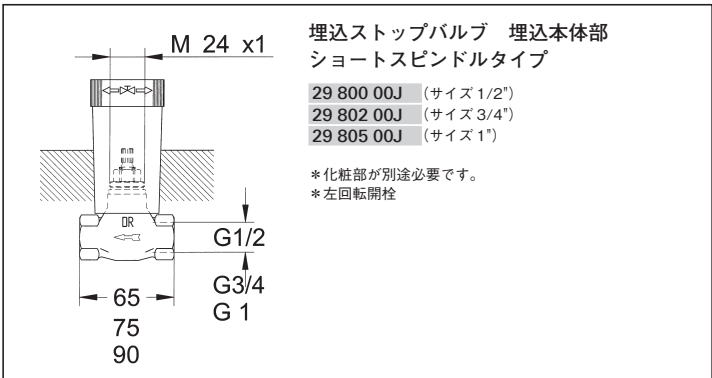 埋込ストップバルブ　埋込本体部
ショートスピンドルタイプ
29 800 00J (サイズ 1/2")
29 802 00J (サイズ 3/4")
29 805 00J (サイズ 1")
＊化粧部が別途必要です。
＊左回転開栓
M 24 x1
DR
G1/2
G3/4
G 1
65
75
90